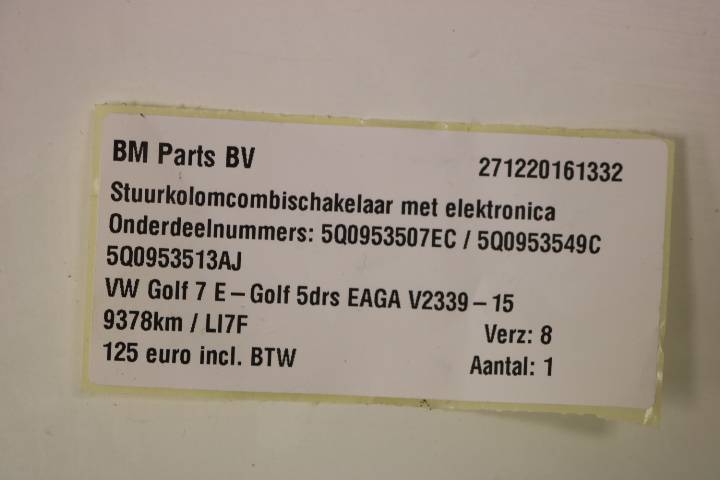 BM Parts BV 271220161332
Stuurkolomcombischakelaar met elektronica
Onderdeelnummers: 5Q0953507EC / 5Q0953549C
5Q0953513AJ
VW Golf 7 E – Golf 5drs EAGA V2339 – 15
9378km / LI7F Verz: 8
125 euro incl. BTW Aantal: 1